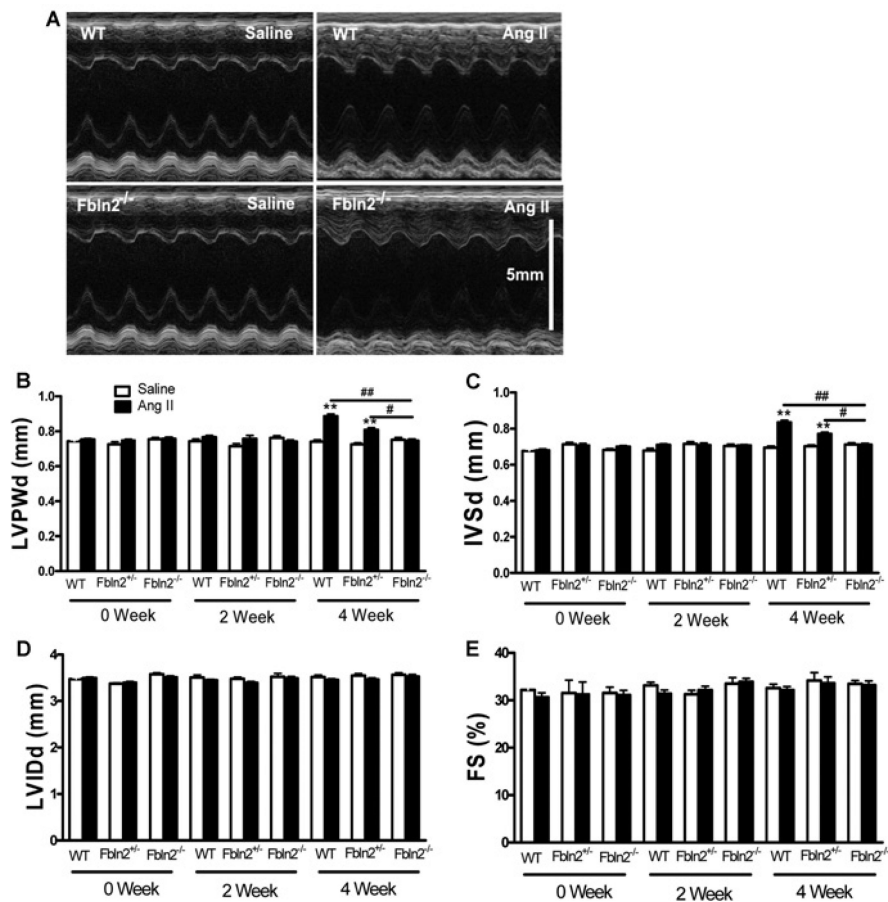 A
WT Saline
WT Ang II
Fbln2-/- Saline
Fbln2-/- Ang II
5mm
B
Saline
Ang II
LVPWd (mm)
1.0
0.8
0.6
0.4
0.2
0.0
**
**
##
#
WT Fbln2+/- Fbln2-/- WT Fbln2+/- Fbln2-/- WT Fbln2+/- Fbln2-/-
0 Week 2 Week 4 Week
C
IVSd (mm)
1.0
0.8
0.6
0.4
0.2
0.0
**
**
##
#
WT Fbln2+/- Fbln2-/- WT Fbln2+/- Fbln2-/- WT Fbln2+/- Fbln2-/-
0 Week 2 Week 4 Week
D
LVIDd (mm)
4
3
2
1
0
WT Fbln2+/- Fbln2-/- WT Fbln2+/- Fbln2-/- WT Fbln2+/- Fbln2-/-
0 Week 2 Week 4 Week
E
FS (%)
40
30
20
10
0
WT Fbln2+/- Fbln2-/- WT Fbln2+/- Fbln2-/- WT Fbln2+/- Fbln2-/-
0 Week 2 Week 4 Week